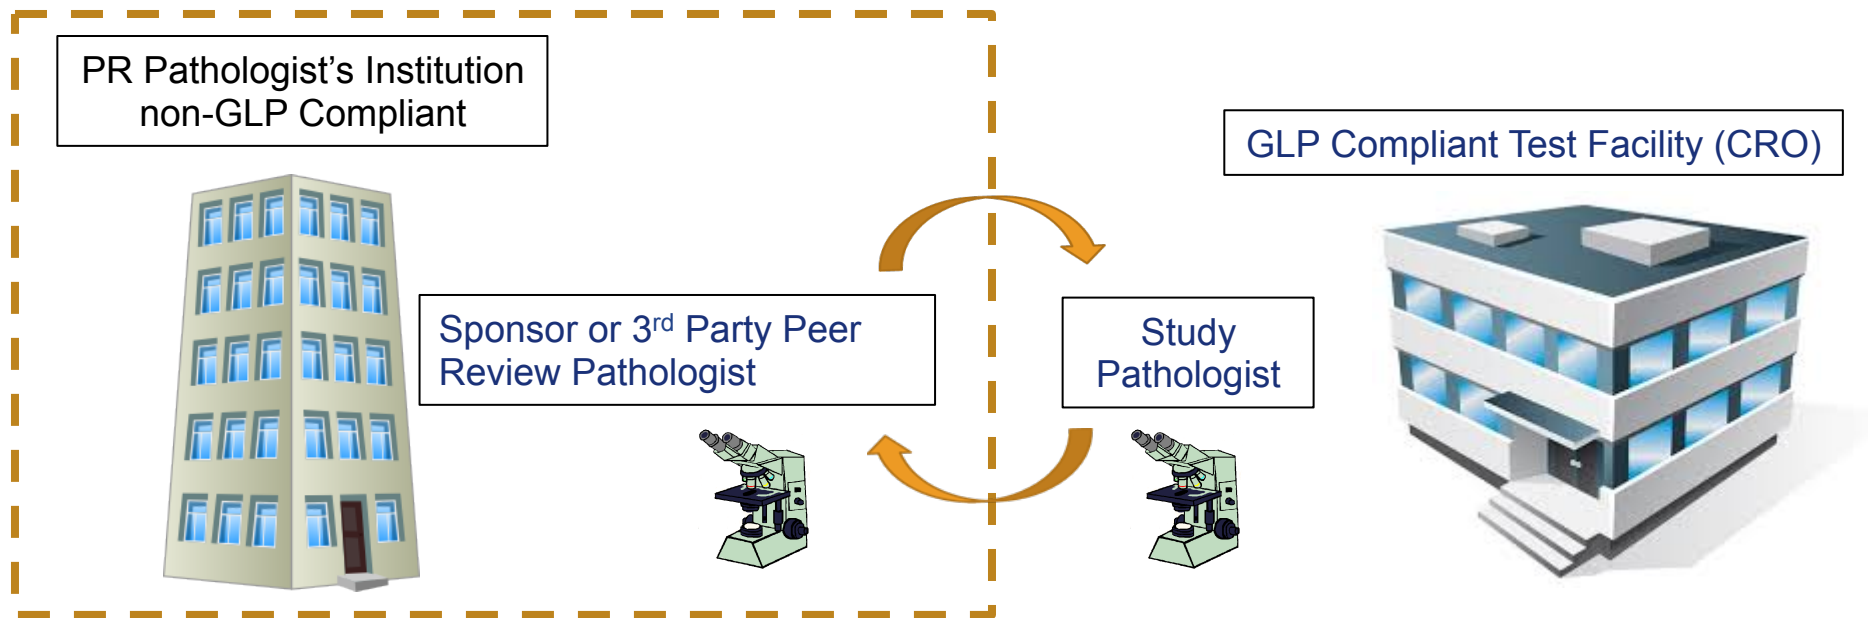 PR Pathologist’s Institution
non-GLP Compliant
GLP Compliant Test Facility (CRO)
Sponsor or 3rd Party Peer
Review Pathologist
Study
Pathologist